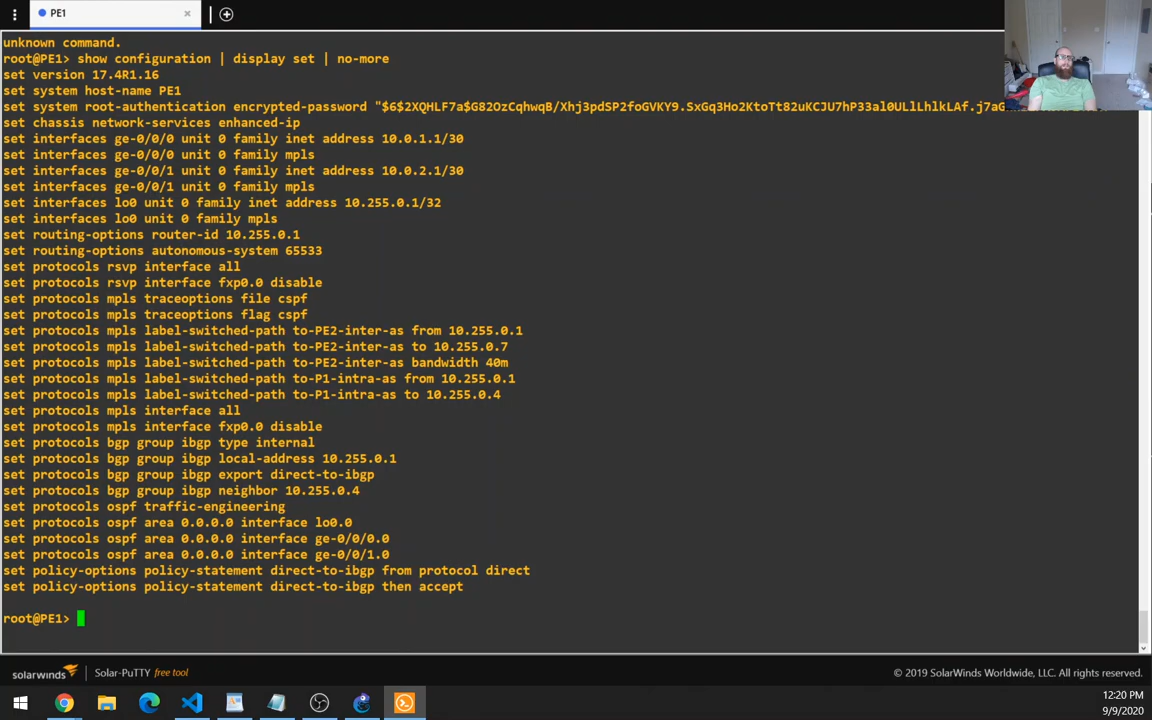 PE1
unknown command.
root@PE1> show configuration | display set | no-more
set version 17.4R1.16
set system host-name PE1
set system root-authentication encrypted-password
set chassis network-services enhanced-ip
set interfaces ge-0/0/0 unit 0 family inet address 10.0.1.1/30
set interfaces ge-0/0/0 unit 0 family mpls
set interfaces ge-0/0/1 unit 0 family inet address 10.0.2.1/30
set interfaces ge-0/0/1 unit 0 family mpls
set interfaces lo0 unit 0 family inet address 10.255.0.1/32
set interfaces lo0 unit 0 family mpls
set routing-options router-id 10.255.0.1
set routing-options autonomous-system 65533
set protocols rsvp interface all
set protocols rsvp interface fxp0.0 disable
set protocols mpls traceoptions file cspf
set protocols mpls traceoptions flag cspf
set protocols mpls label-switched-path to-PE2-inter-as from 10.255.0.1
set protocols mpls label-switched-path to-PE2-inter-as to 10.255.0.7
set protocols mpls label-switched-path to-PE2-inter-as bandwidth 40m
set protocols mpls label-switched-path to-P1-intra-as from 10.255.0.1
set protocols mpls label-switched-path to-P1-intra-as to 10.255.0.4
set protocols mpls interface all
set protocols mpls interface fxp0.0 disable
set protocols bgp group ibgp type internal
set protocols bgp group ibgp local-address 10.255.0.1
set protocols bgp group ibgp export direct-to-ibgp
set protocols bgp group ibgp neighbor 10.255.0.4
set protocols ospf traffic-engineering
set protocols ospf area 0.0.0.0 interface lo0.0
set protocols ospf area 0.0.0.0 interface ge-0/0/0.0
set protocols ospf area 0.0.0.0 interface ge-0/0/1.0
set policy-options policy-statement direct-to-ibgp from protocol direct
set policy-options policy-statement direct-to-ibgp then accept
root@PE1>
solarwinds Solar-PuTTY free tool
© 2019 SolarWinds Worldwide, LLC. All rights reserved.
12:20 PM
9/9/2020